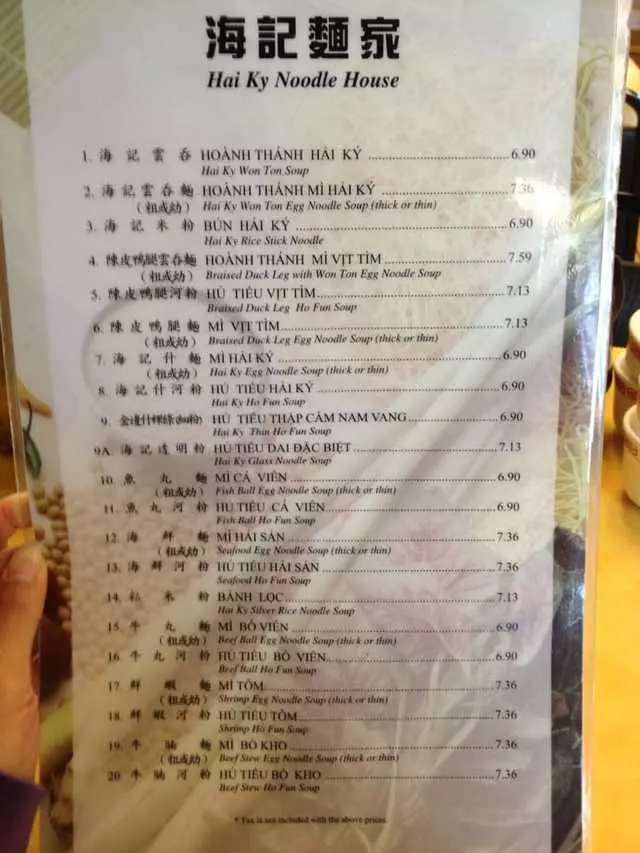 海記麵家
Hai Ky Noodle House
1. 海記雲吞 HOÀNH THÁNH HẢI KÝ 6.90
Hai Ky Won Ton Soup
2. 海記雲吞麵 HOÀNH THÁNH MÌ HẢI KÝ 7.36
(粗或幼) Hai Ky Won Ton Egg Noodle Soup (thick or thin)
3. 海記米粉 BÚN HẢI KÝ 6.90
Hai Ky Rice Stick Noodle
4. 陳皮鴨腿雲吞麵 HOÀNH THÁNH MÌ VỊT TÌM 7.59
(粗或幼) Braised Duck Leg with Won Ton Egg Noodle Soup
5. 陳皮鴨腿河粉 HỦ TIẾU VỊT TÌM 7.13
Braised Duck Leg Ho Fun Soup
6. 陳皮鴨腿麵 MÌ VỊT TÌM 7.13
(粗或幼) Braised Duck Leg Egg Noodle Soup (thick or thin)
7. 海記什麵 MÌ HẢI KÝ 6.90
(粗或幼) Hai Ky Egg Noodle Soup (thick or thin)
8. 海記什河粉 HỦ TIẾU HẢI KÝ 6.90
Hai Ky Ho Fun Soup
9. 金邊什粿條(幼粉) HỦ TIẾU THẬP CẨM NAM VANG 6.90
Hai Ky Thin Ho Fun Soup
9A. 海記透明粉 HỦ TIẾU DAI ĐẶC BIỆT 7.13
Hai Ky Glass Noodle Soup
10. 魚丸麵 MÌ CÁ VIÊN 6.90
(粗或幼) Fish Ball Egg Noodle Soup (thick or thin)
11. 魚丸河粉 HỦ TIẾU CÁ VIÊN 6.90
Fish Ball Ho Fun Soup
12. 海鮮麵 MÌ HẢI SẢN 7.36
(粗或幼) Seafood Egg Noodle Soup (thick or thin)
13. 海鮮河粉 HỦ TIẾU HẢI SẢN 7.36
Seafood Ho Fun Soup
14. 粘米粉 BÁNH LỌC 7.13
Hai Ky Silver Rice Noodle Soup
15. 牛丸麵 MÌ BÒ VIÊN 6.90
(粗或幼) Beef Ball Egg Noodle Soup (thick or thin)
16. 牛丸河粉 HỦ TIẾU BÒ VIÊN 6.90
Beef Ball Ho Fun Soup
17 鮮蝦麵 MÌ TÔM 7.36
(粗或幼) Shrimp Egg Noodle Soup (thick or thin)
18. 鮮蝦河粉 HỦ TIẾU TÔM 7.36
Shrimp Ho Fun Soup
19. 牛腩麵 MÌ BÒ KHO 7.36
(粗或幼) Beef Stew Egg Noodle Soup (thick or thin)
20 牛腩河粉 HỦ TIẾU BÒ KHO 7.36
Beef Stew Ho Fun Soup
* Tax is not included with the above prices.